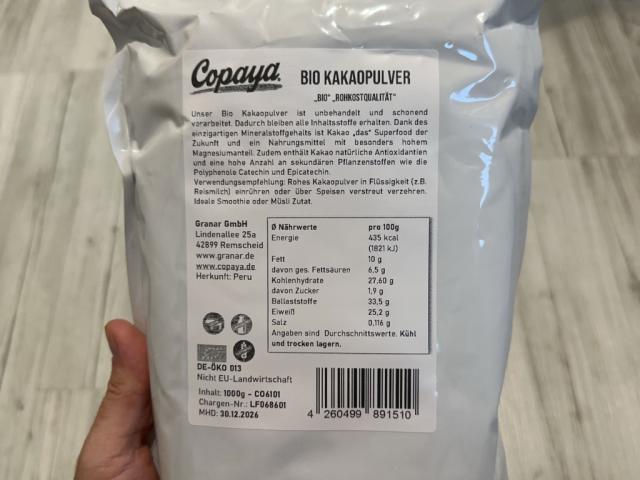 Copaya.
BIO KAKAOPULVER
„BIO“ „ROHKOSTQUALITÄT“
Unser Bio Kakaopulver ist unbehandelt und schonend
vorarbeitet. Dadurch bleiben alle Inhaltsstoffe erhalten. Dank des
einzigartigen Mineralstoffgehalts ist Kakao „das“ Superfood der
Zukunft und ein Nahrungsmittel mit besonders hohem
Magnesiumanteil. Zudem enthält Kakao natürliche Antioxidantien
und eine hohe Anzahl an sekundären Pflanzenstoffen wie die
Polyphenole Catechin und Epicatechin.
Verwendungsempfehlung: Rohes Kakaopulver in Flüssigkeit (z.B.
Reismilch) einrühren oder über Speisen verstreut verzehren.
Ideale Smoothie oder Müsli Zutat.
Granar GmbH
Lindenallee 25a
42899 Remscheid
www.granar.de
www.copaya.de
Herkunft: Peru
Ø Nährwerte pro 100g
Energie 435 kcal
(1821 kJ)
Fett 10 g
davon ges. Fettsäuren 6,5 g
Kohlenhydrate 27,60 g
davon Zucker 1,9 g
Ballaststoffe 33,5 g
Eiweiß 25,2 g
Salz 0,116 g
Angaben sind Durchschnittswerte. Kühl
und trocken lagern.
DE-ÖKO 013
Nicht EU-Landwirtschaft
Inhalt: 1000g - CO6101
Chargen-Nr.: LF068601
MHD: 30.12.2026
4 260499 891510